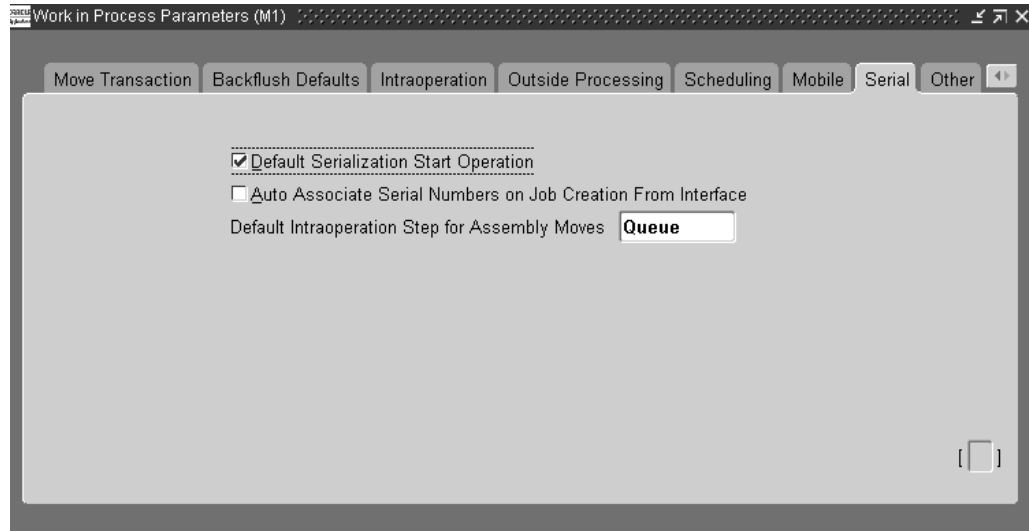 Work in Process Parameters (M1)
Move Transaction Backflush Defaults Intraoperation Outside Processing Scheduling Mobile Serial Other
Default Serialization Start Operation
Auto Associate Serial Numbers on Job Creation From Interface
Default Intraoperation Step for Assembly Moves Queue
[ ]